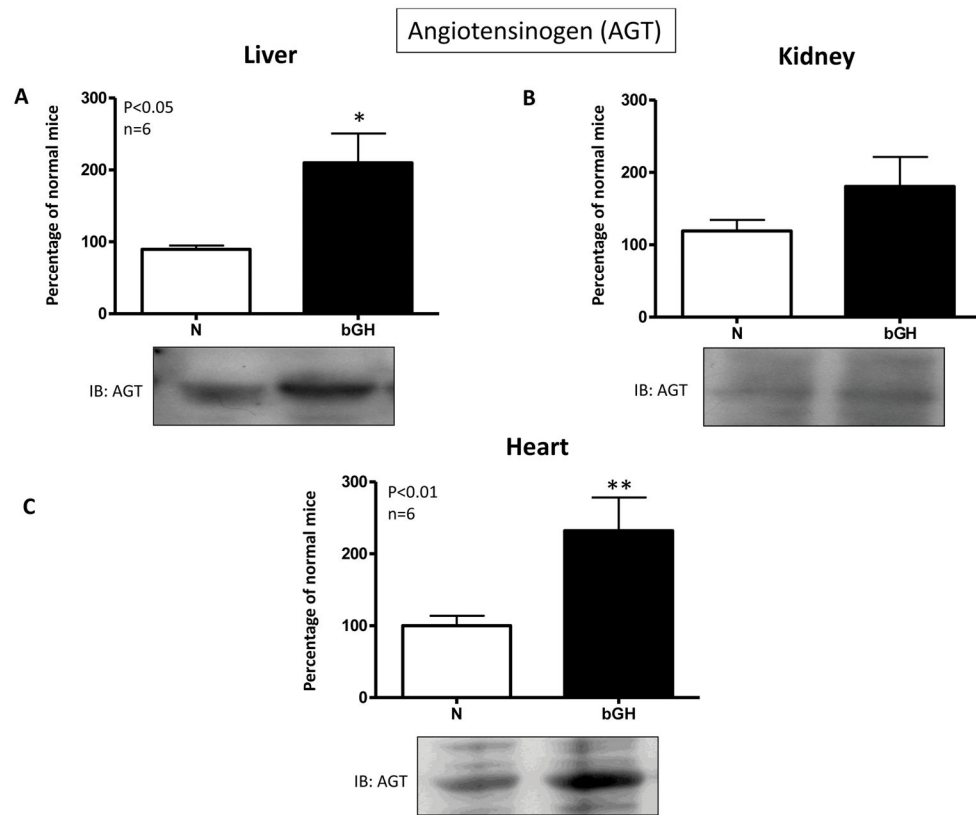 Angiotensinogen (AGT)
Liver
Kidney
A
Percentage of normal mice
300
200
100
0
P<0.05
n=6
*
N
bGH
IB: AGT
B
Percentage of normal mice
300
200
100
0
N
bGH
IB: AGT
Heart
C
Percentage of normal mice
300
200
100
0
P<0.01
n=6
**
N
bGH
IB: AGT